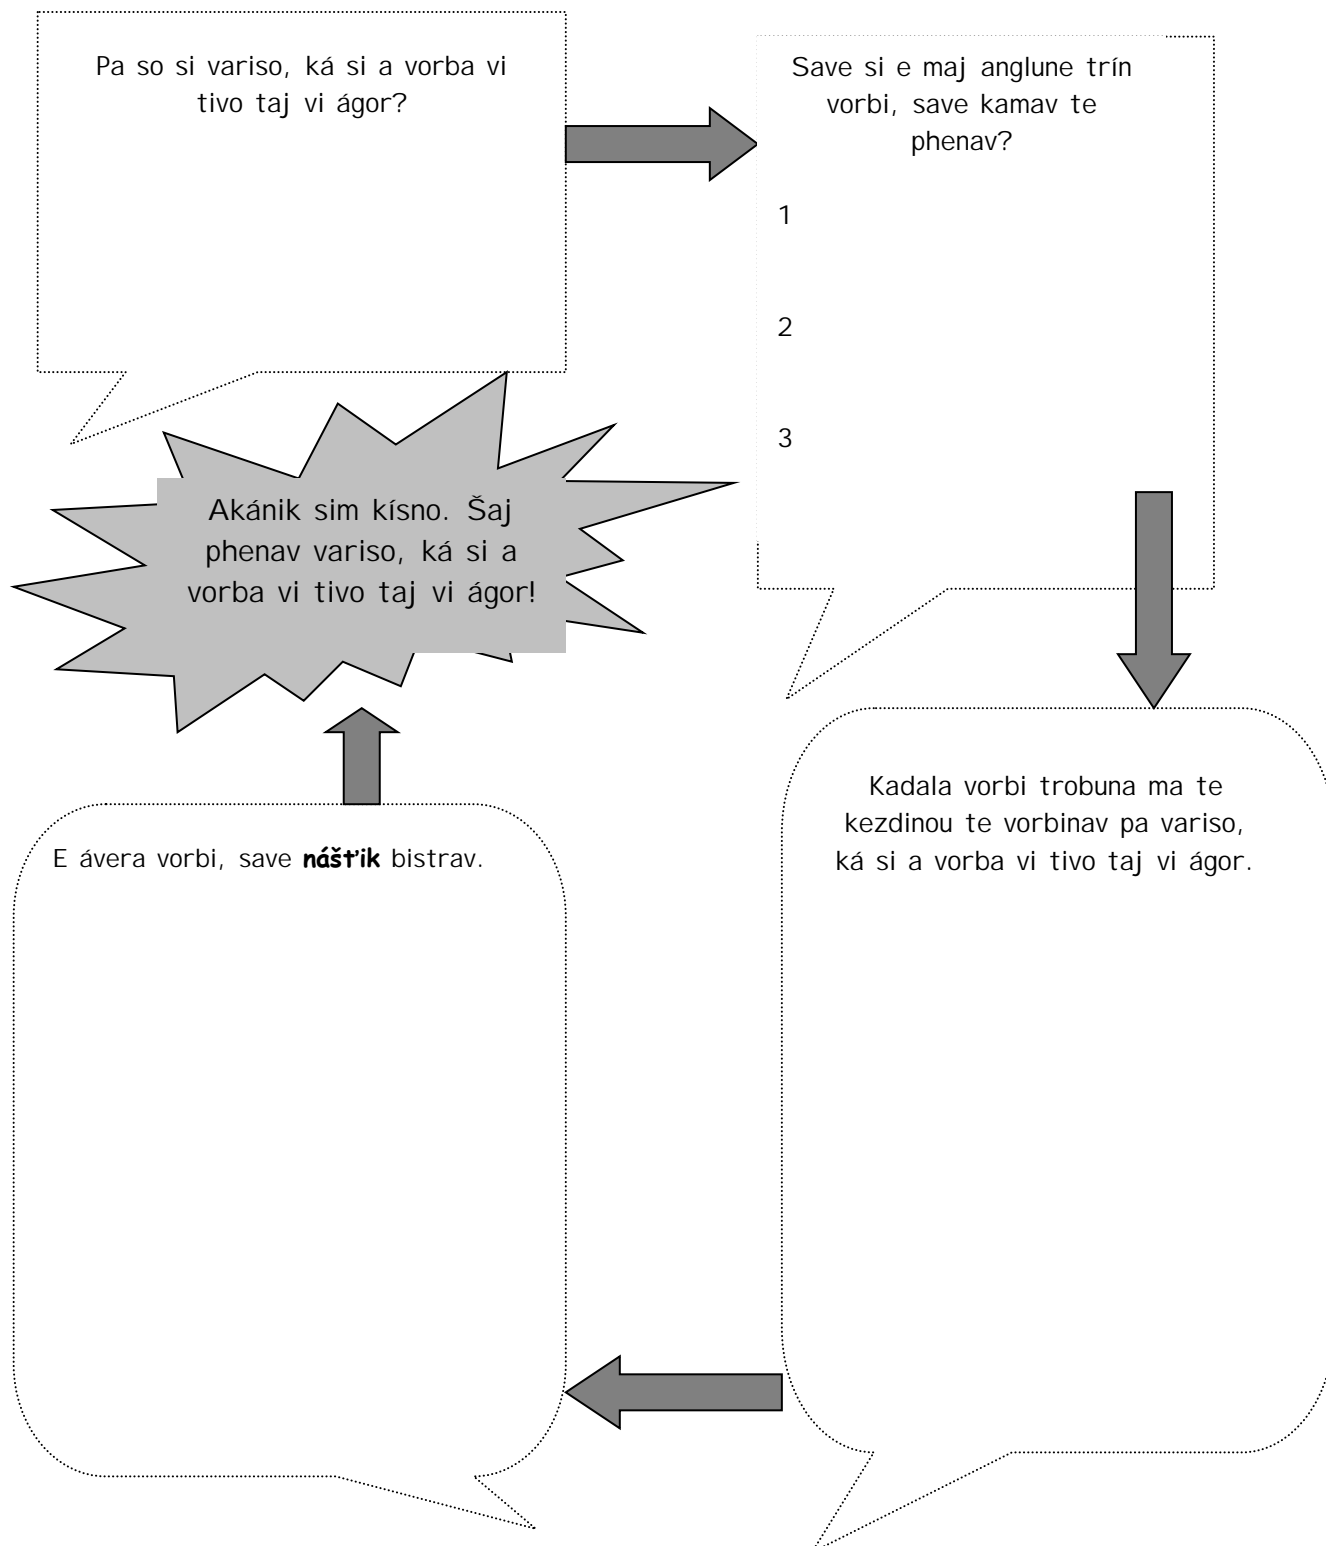 Pa so si variso, ká si a vorba vi
tivo taj vi ágor?
Save si e maj anglune trín
vorbi, save kamav te
phenav?
1
2
3
Kadala vorbi trobuna ma te
kezdinou te vorbinav pa variso,
ká si a vorba vi tivo taj vi ágor.
E ávera vorbi, save nášťik bistrav.
Akánik sim kísno. Šaj
phenav variso, ká si a
vorba vi tivo taj vi ágor!